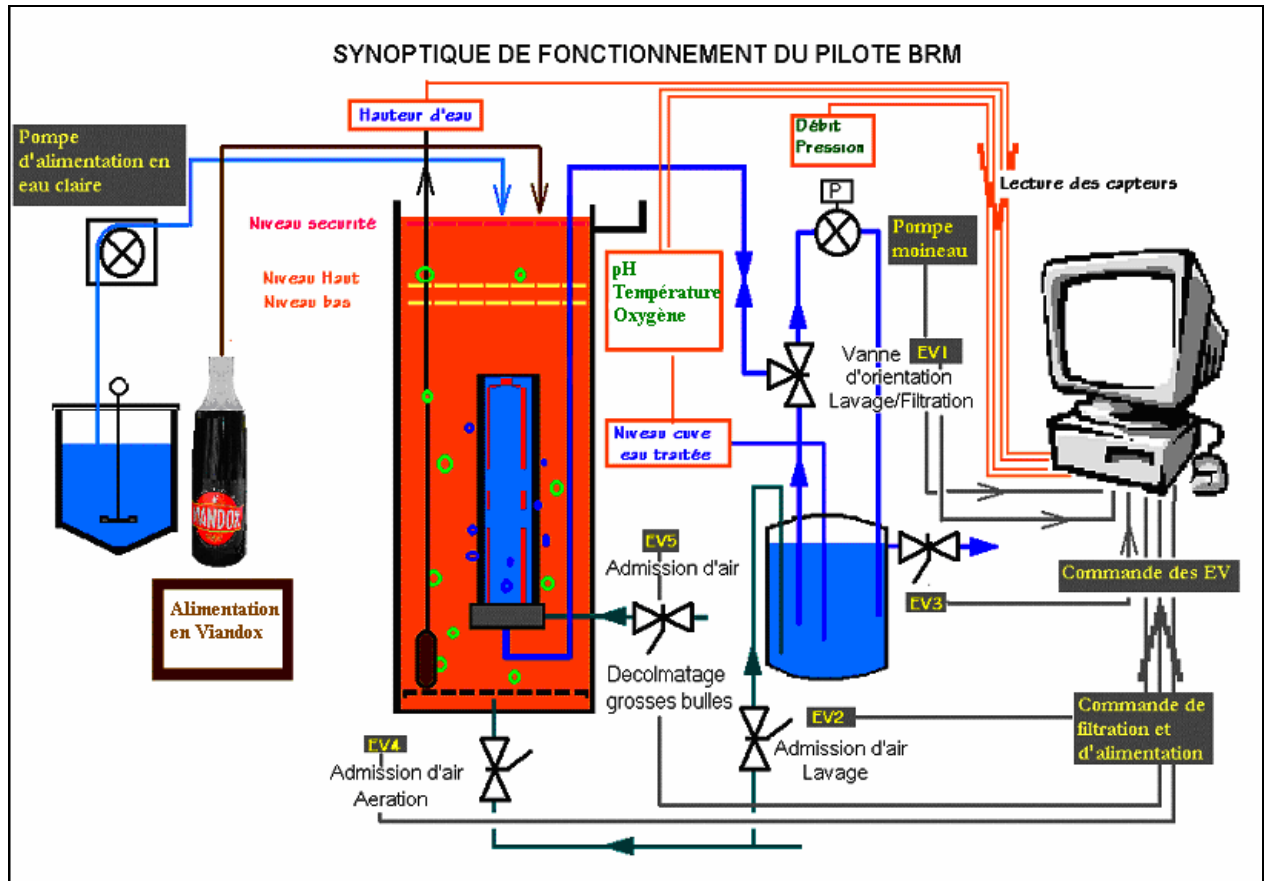 SYNOPTIQUE DE FONCTIONNEMENT DU PILOTE BRM
Hauteur d'eau
Débit
Pression
Pompe
d'alimentation en
eau claire
Lecture des capteurs
Niveau securité
Pompe
moineau
Niveau Haut
Niveau bas
pH
Température
Oxygène
P
Vanne
EV1
d'orientation
Lavage/Filtration
Niveau cuve
eau traitée
VIANDOX
EV5
Admission d'air
Commande des EV
EV3
Alimentation
en Viandox
Decolmatage
grosses bulles
EV2
Admission d'air
Lavage
Commande de
filtration et
d'alimentation
EV4
Admission d'air
Aeration